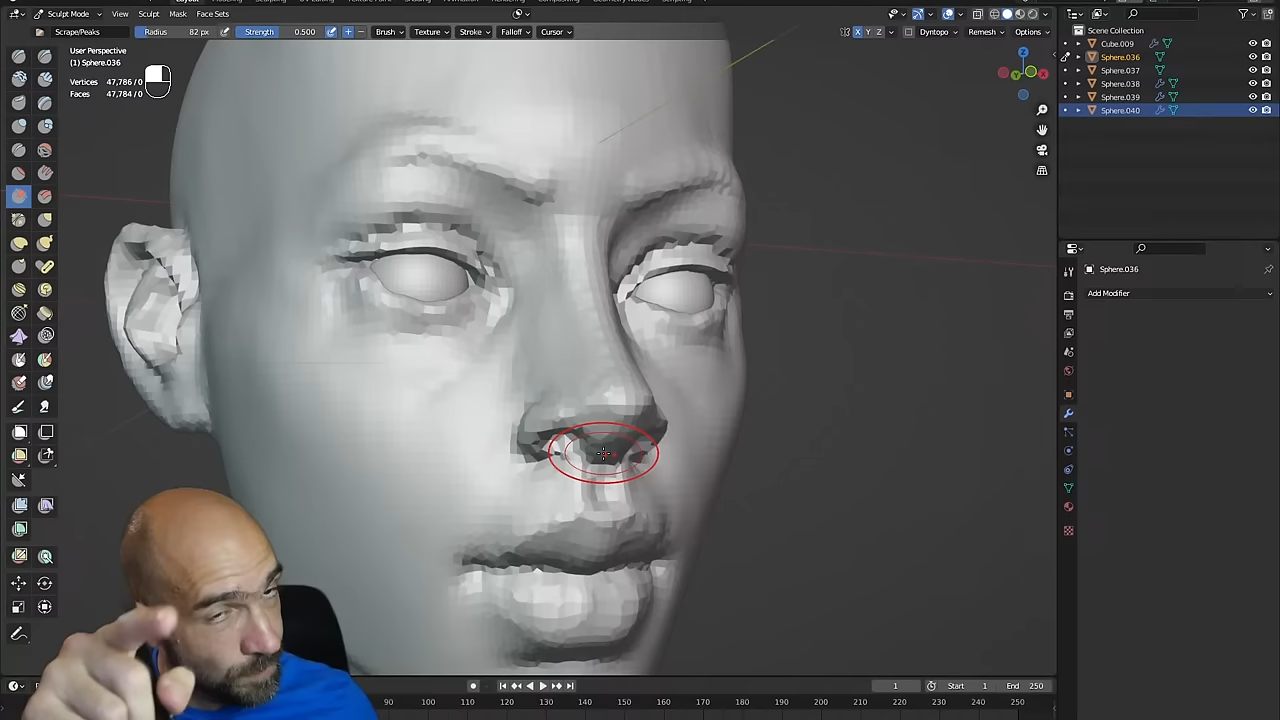 Sculpt Mode View Sculpt Mask Face Sets
Scrape/Peaks Radius 82 px Strength 0.500 Brush Texture Stroke Falloff Cursor X Y Z Dyntopo Remesh Options
User Perspective
(1) Sphere.036
Vertices 47,786 / 0
Faces 47,784 / 0
Z
Y X
Scene Collection
Cube.009
Sphere.036
Sphere.037
Sphere.038
Sphere.039
Sphere.040
Sphere.036
Add Modifier
1 Start 1 End 250
90 100 110 120 130 140 150 160 170 180 190 200 210 220 230 240 250